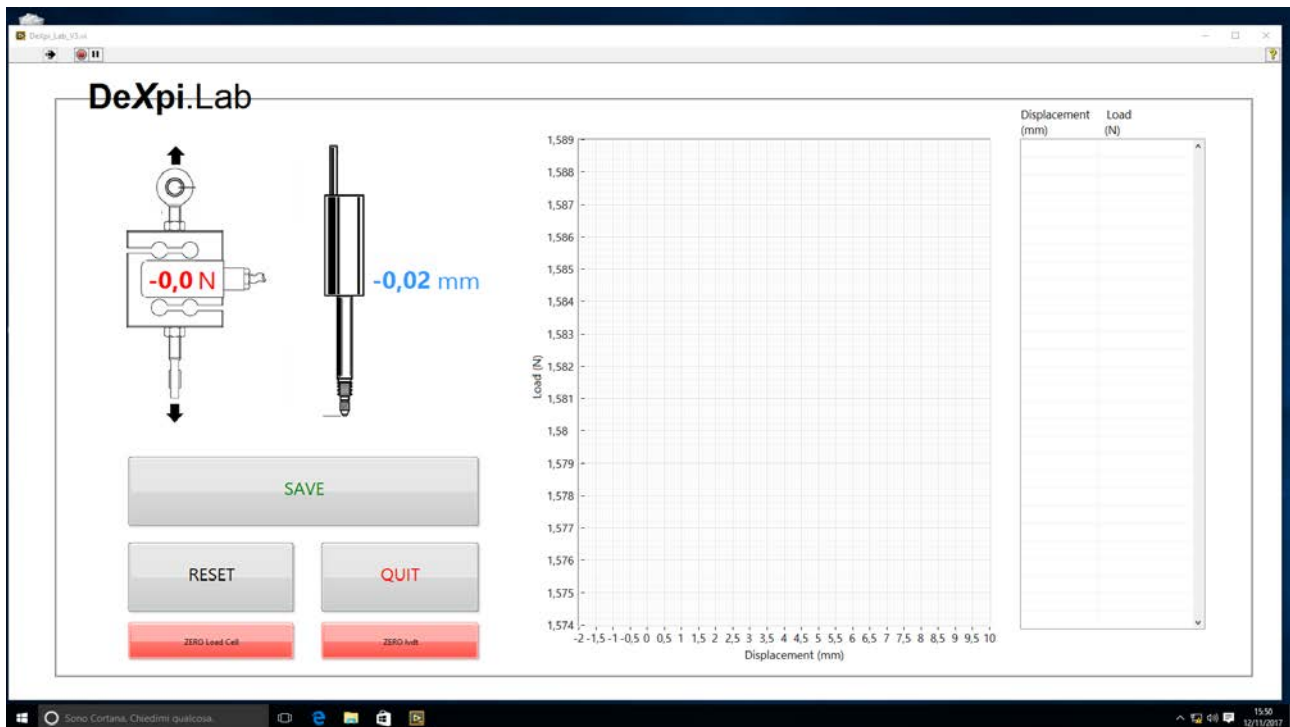 DeXpi_Lab_V3.vi
DeXpi.Lab
-0,0 N
-0,02 mm
SAVE
RESET
QUIT
ZERO Load Cell
ZERO lvdt
1,589
1,588
1,587
1,586
1,585
1,584
1,583
1,582
1,581
1,58
1,579
1,578
1,577
1,576
1,575
1,574
Load (N)
-2 -1,5 -1 -0,5 0 0,5 1 1,5 2 2,5 3 3,5 4 4,5 5 5,5 6 6,5 7 7,5 8 8,5 9 9,5 10
Displacement (mm)
Displacement Load
(mm) (N)
Sono Cortana. Chiedimi qualcosa.
15:50
12/11/2017